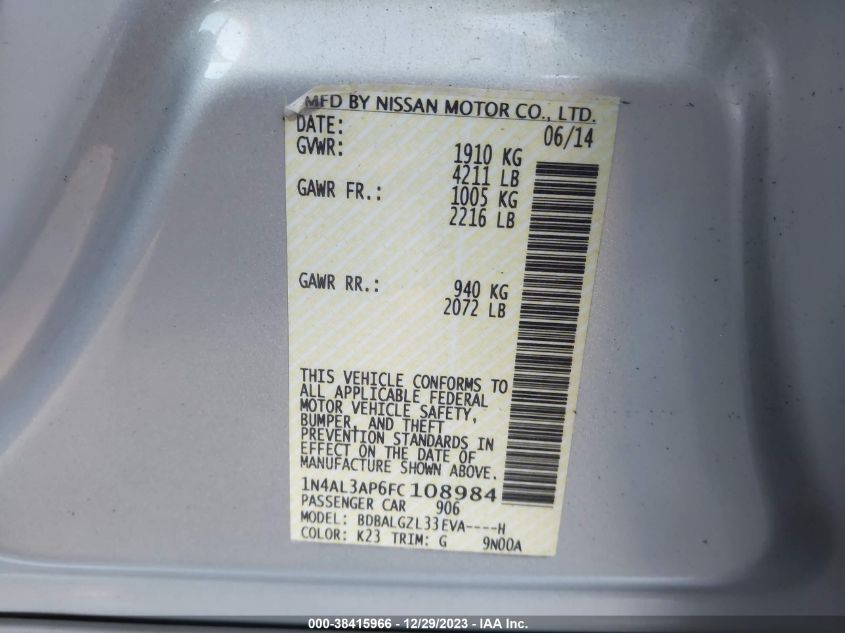 MFD BY NISSAN MOTOR CO., LTD.
DATE: 06/14
GVWR: 1910 KG
4211 LB
GAWR FR.: 1005 KG
2216 LB
GAWR RR.: 940 KG
2072 LB
THIS VEHICLE CONFORMS TO
ALL APPLICABLE FEDERAL
MOTOR VEHICLE SAFETY,
BUMPER, AND THEFT
PREVENTION STANDARDS IN
EFFECT ON THE DATE OF
MANUFACTURE SHOWN ABOVE.
1N4AL3AP6FC108984
PASSENGER CAR 906
MODEL: BDBALGZL33EVA----H
COLOR: K23 TRIM: G 9N00A
000-38415966 - 12/29/2023 - IAA Inc.